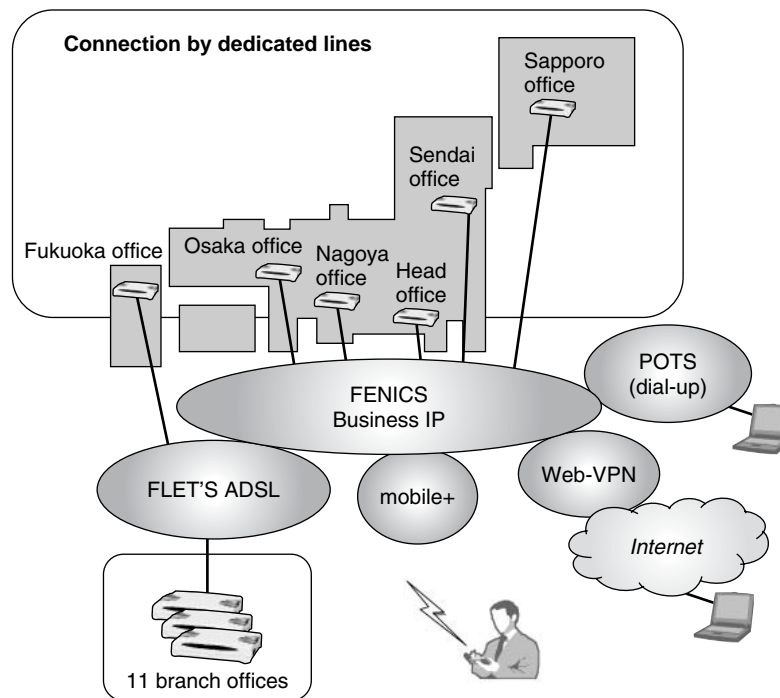 Connection by dedicated lines
Sapporo
office
Sendai
office
Fukuoka office
Osaka office
Nagoya
office
Head
office
POTS
(dial-up)
FENICS
Business IP
FLET'S ADSL
mobile+
Web-VPN
Internet
11 branch offices